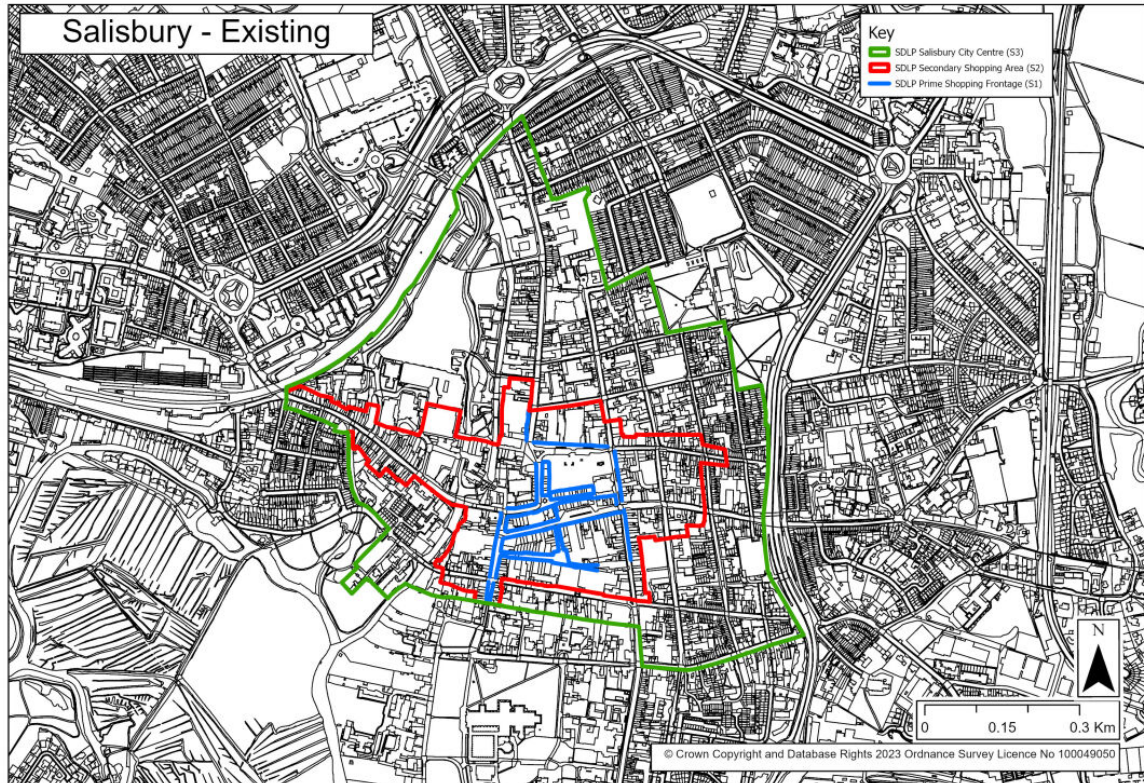 Salisbury - Existing
Key
SDLP Salisbury City Centre (S3)
SDLP Secondary Shopping Area (S2)
SDLP Prime Shopping Frontage (S1)
N
0 0.15 0.3 Km
© Crown Copyright and Database Rights 2023 Ordnance Survey Licence No 100049050